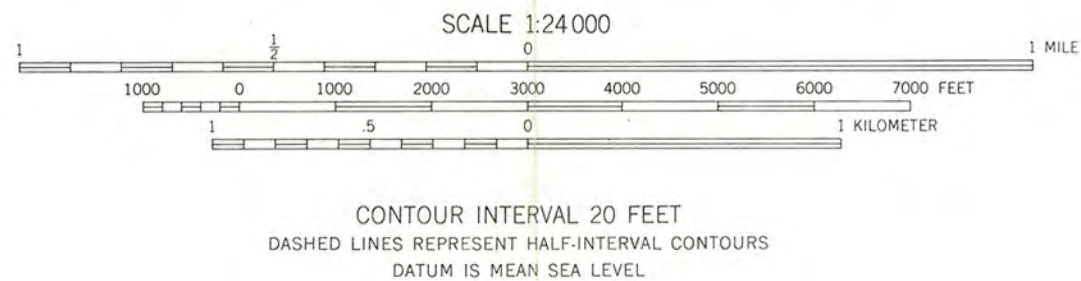 SCALE 1:24 000
1 1/2 0 1 MILE
1000 0 1000 2000 3000 4000 5000 6000 7000 FEET
1 .5 0 1 KILOMETER
CONTOUR INTERVAL 20 FEET
DASHED LINES REPRESENT HALF-INTERVAL CONTOURS
DATUM IS MEAN SEA LEVEL